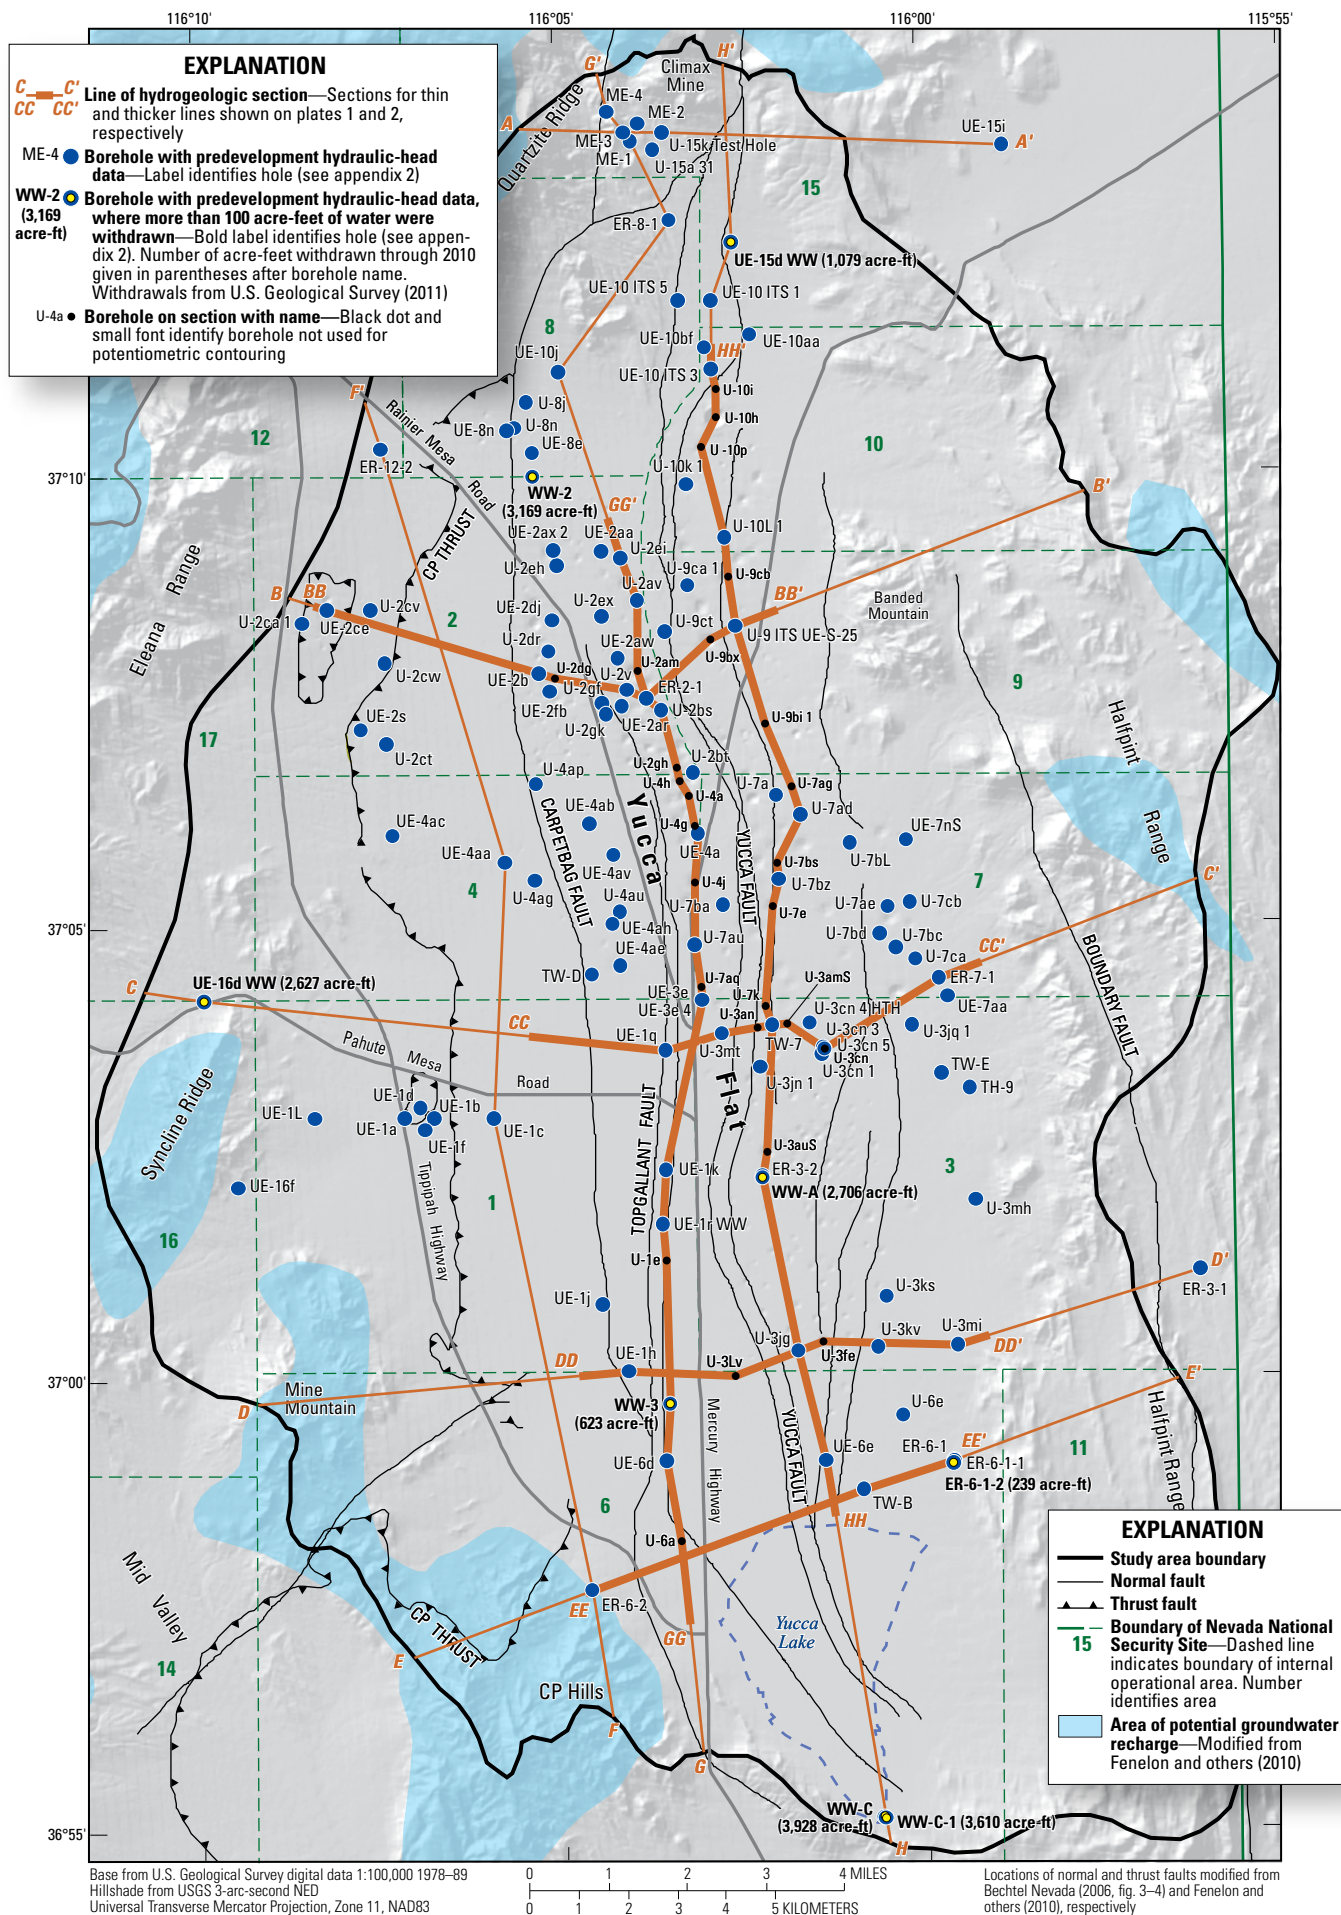 116°10'
116°05'
116°00'
115°55'
EXPLANATION
C C'
CC CC'
Line of hydrogeologic section—Sections for thin
and thicker lines shown on plates 1 and 2,
respectively
ME-4
Borehole with predevelopment hydraulic-head
data—Label identifies hole (see appendix 2)
WW-2
(3,169
acre-ft)
Borehole with predevelopment hydraulic-head data,
where more than 100 acre-feet of water were
withdrawn—Bold label identifies hole (see appen-
dix 2). Number of acre-feet withdrawn through 2010
given in parentheses after borehole name.
Withdrawals from U.S. Geological Survey (2011)
U-4a
Borehole on section with name—Black dot and
small font identify borehole not used for
potentiometric contouring
G'
H'
Climax
Mine
Quartzite Ridge
A
ME-4
ME-2
ME-3
ME-1
U-15k Test Hole
U-15a 31
UE-15i
A'
15
ER-8-1
UE-15d WW (1,079 acre-ft)
UE-10 ITS 5
UE-10 ITS 1
8
UE-10bf
UE-10aa
HH'
UE-10j
UE-10 ITS 3
F'
U-10i
U-8j
Rainier Mesa
Road
U-10h
UE-8n
U-8n
12
UE-8e
U-10p
10
ER-12-2
U-10k 1
37°10'
WW-2
(3,169 acre-ft)
B'
GG'
CP THRUST
UE-2ax 2
UE-2aa
U-10L 1
U-2ei
U-2eh
U-9ca 1
U-9cb
Eleana
Range
B
BB
U-2av
BB'
Banded
Mountain
U-2cv
U-2ca 1
UE-2ce
2
UE-2dj
U-2ex
U-9ct
U-9 ITS UE-S-25
U-2dr
UE-2aw
U-9bx
U-2cw
U-2dg
U-2am
UE-2b
U-2v
U-2gf
ER-2-1
9
UE-2fb
U-2bs
UE-2s
U-2gk
UE-2ar
U-9bi 1
Halfpint
Range
17
U-2ct
U-2gh
U-2bt
U-4ap
U-4h
U-7a
U-7ag
U-4a
Yucca
Flat
U-7ad
UE-4ab
UE-4ac
CARPETBAG FAULT
U-4g
YUCCA FAULT
UE-7nS
UE-4aa
UE-4a
U-7bL
UE-4av
U-7bs
4
U-4j
U-7bz
7
C'
U-4ag
U-4au
U-7ba
U-7e
U-7ae
U-7cb
37°05'
UE-4ah
U-7bd
U-7bc
UE-4ae
U-7au
CC'
U-7ca
TW-D
ER-7-1
BOUNDARY FAULT
C
UE-16d WW (2,627 acre-ft)
U-7aq
U-3amS
UE-3e
UE-3e 4
U-7k
UE-7aa
U-3an
U-3cn 4
HTH
CC
UE-1q
U-3mt
TW-7
U-3cn 3
U-3cn 5
U-3cn
U-3cn 1
U-3jq 1
Pahute
Mesa
Road
U-3jn 1
TW-E
TH-9
Syncline Ridge
UE-1d
UE-1L
UE-1b
UE-1a
UE-1c
UE-1f
TOPGALLANT FAULT
U-3auS
ER-3-2
3
UE-16f
UE-1k
WW-A (2,706 acre-ft)
Tippipah Highway
1
U-3mh
16
UE-1r WW
U-1e
D'
ER-3-1
UE-1j
U-3ks
U-3jg
U-3kv
U-3mi
U-3fe
DD'
UE-1h
DD
U-3Lv
37°00'
E'
Mine
Mountain
D
WW-3
(623 acre-ft)
Mercury
Highway
YUCCA FAULT
U-6e
Halfpint Range
ER-6-1
EE'
11
UE-6e
UE-6d
ER-6-1-1
ER-6-1-2 (239 acre-ft)
TW-B
6
HH
U-6a
Mid
Valley
ER-6-2
EE
CP THRUST
GG
Yucca
Lake
E
14
CP Hills
F
G
WW-C
(3,928 acre-ft)
WW-C-1 (3,610 acre-ft)
H
36°55'
EXPLANATION
Study area boundary
Normal fault
Thrust fault
15
Boundary of Nevada National
Security Site—Dashed line
indicates boundary of internal
operational area. Number
identifies area
Area of potential groundwater
recharge—Modified from
Fenelon and others (2010)
Base from U.S. Geological Survey digital data 1:100,000 1978–89
Hillshade from USGS 3-arc-second NED
Universal Transverse Mercator Projection, Zone 11, NAD83
0 1 2 3 4 MILES
0 1 2 3 4 5 KILOMETERS
Locations of normal and thrust faults modified from
Bechtel Nevada (2006, fig. 3–4) and Fenelon and
others (2010), respectively